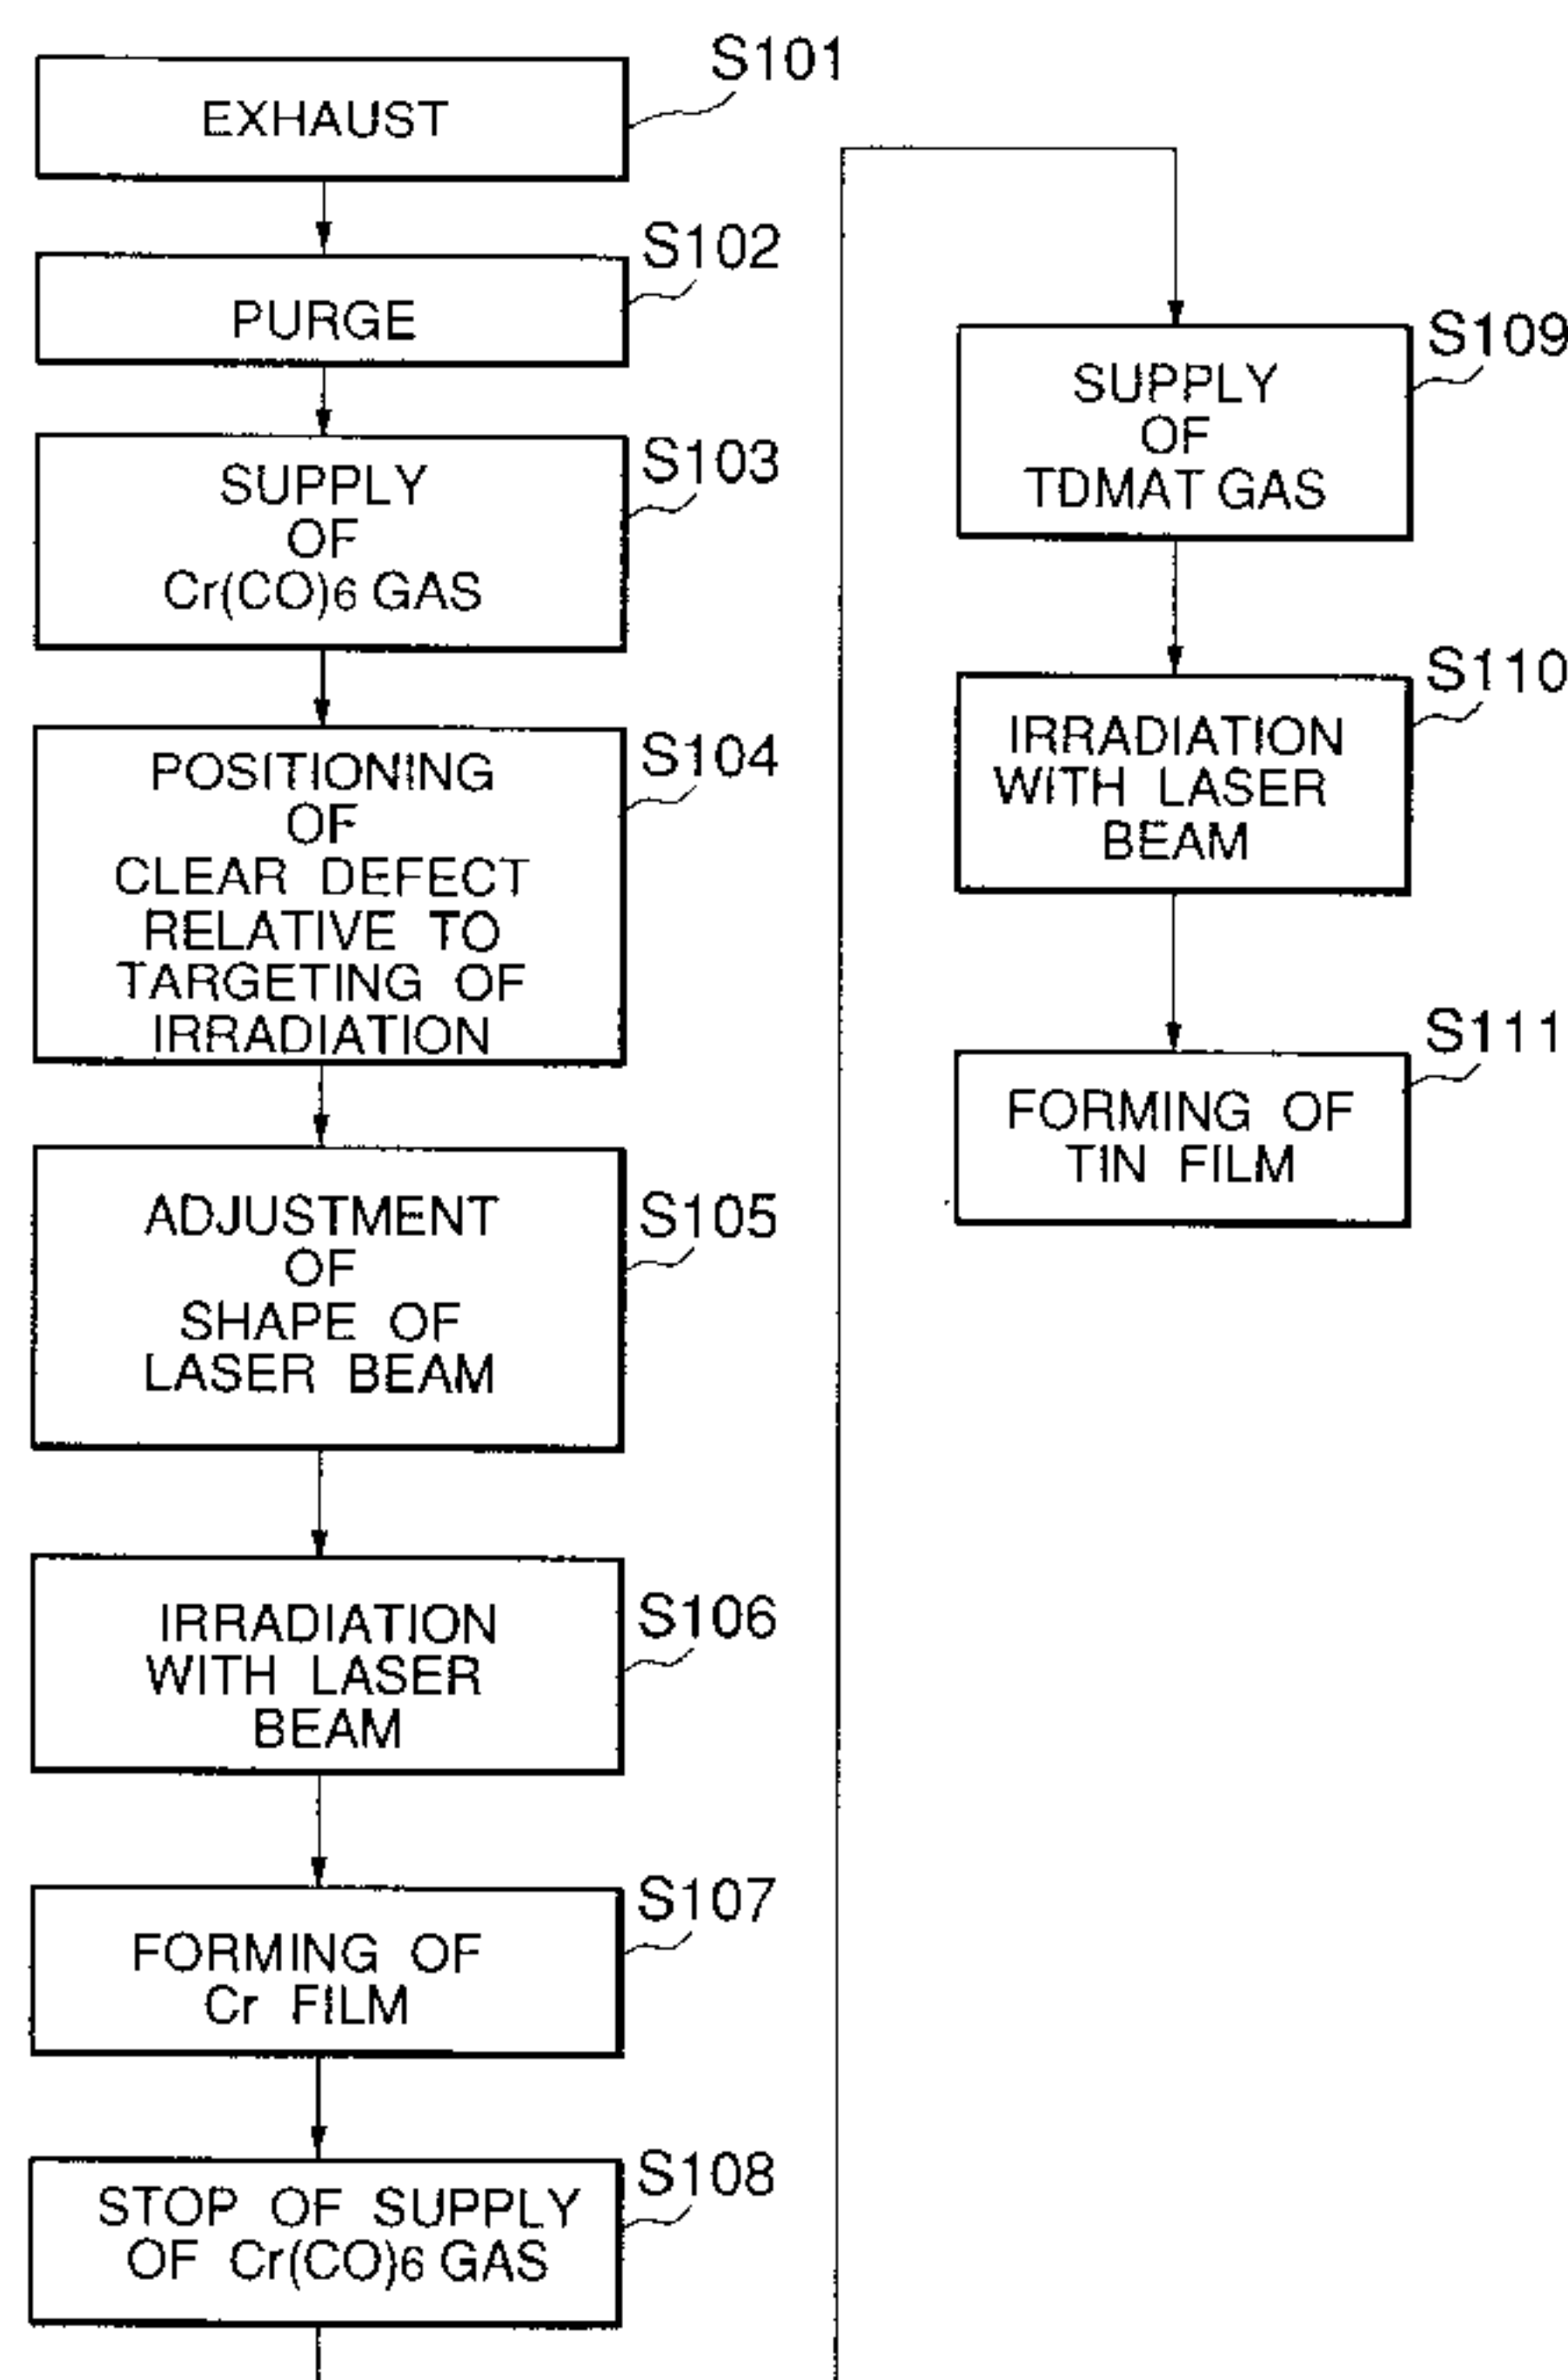 S101
EXHAUST
S102
PURGE
S103
SUPPLY
OF
Cr(CO)6 GAS
S104
POSITIONING
OF
CLEAR DEFECT
RELATIVE TO
TARGETING OF
IRRADIATION
S105
ADJUSTMENT
OF
SHAPE OF
LASER BEAM
S106
IRRADIATION
WITH LASER
BEAM
S107
FORMING OF
Cr FILM
S108
STOP OF SUPPLY
OF Cr(CO)6 GAS
S109
SUPPLY
OF
TDMAT GAS
S110
IRRADIATION
WITH LASER
BEAM
S111
FORMING OF
TIN FILM